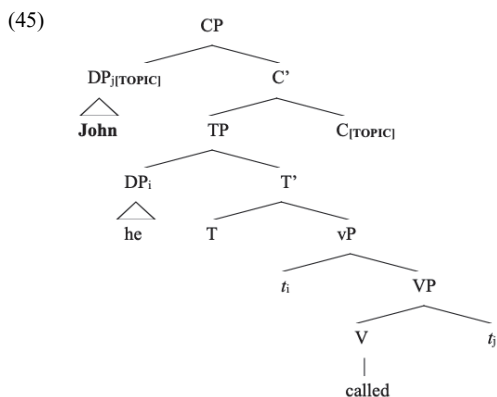 (45)
CP
DPj[TOPIC] C’
John TP C[TOPIC]
DPi T’
he T vP
ti VP
V tj
called